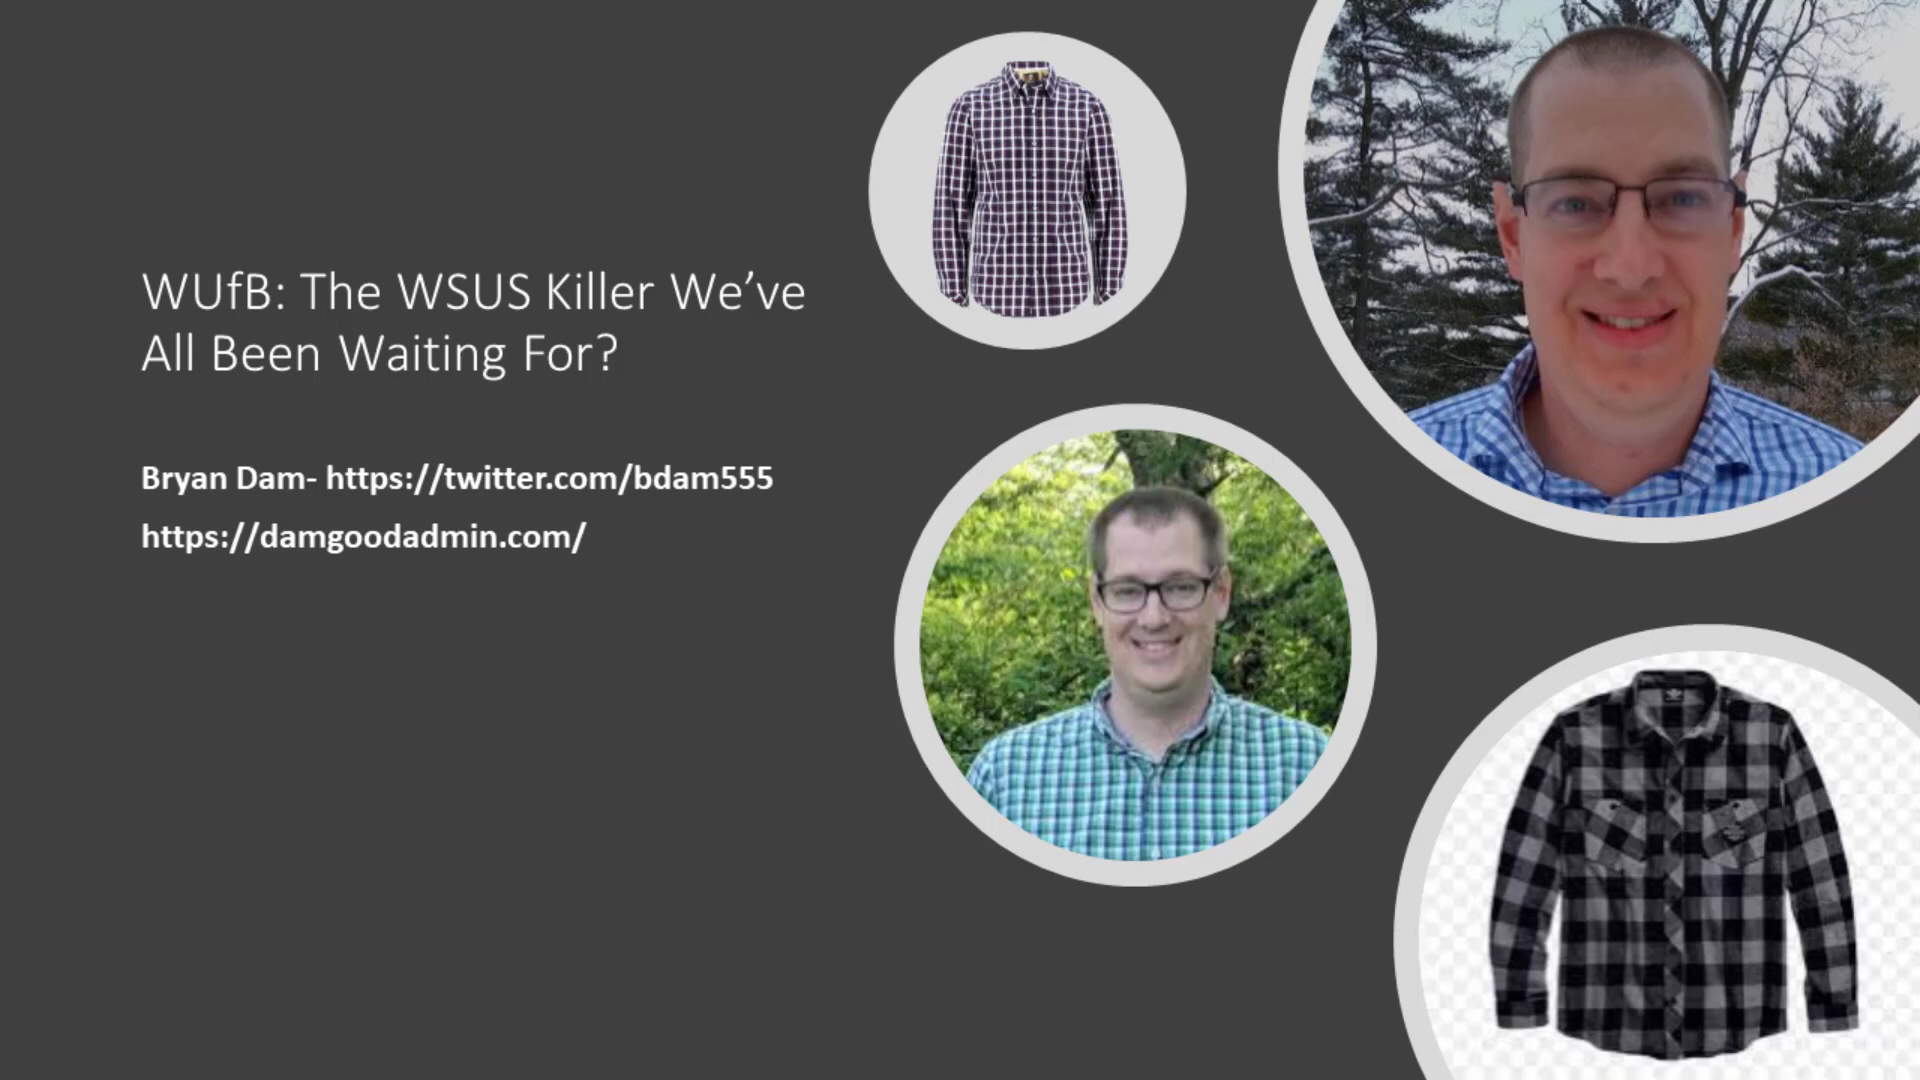 WUfB: The WSUS Killer We’ve
All Been Waiting For?
Bryan Dam- https://twitter.com/bdam555
https://damgoodadmin.com/